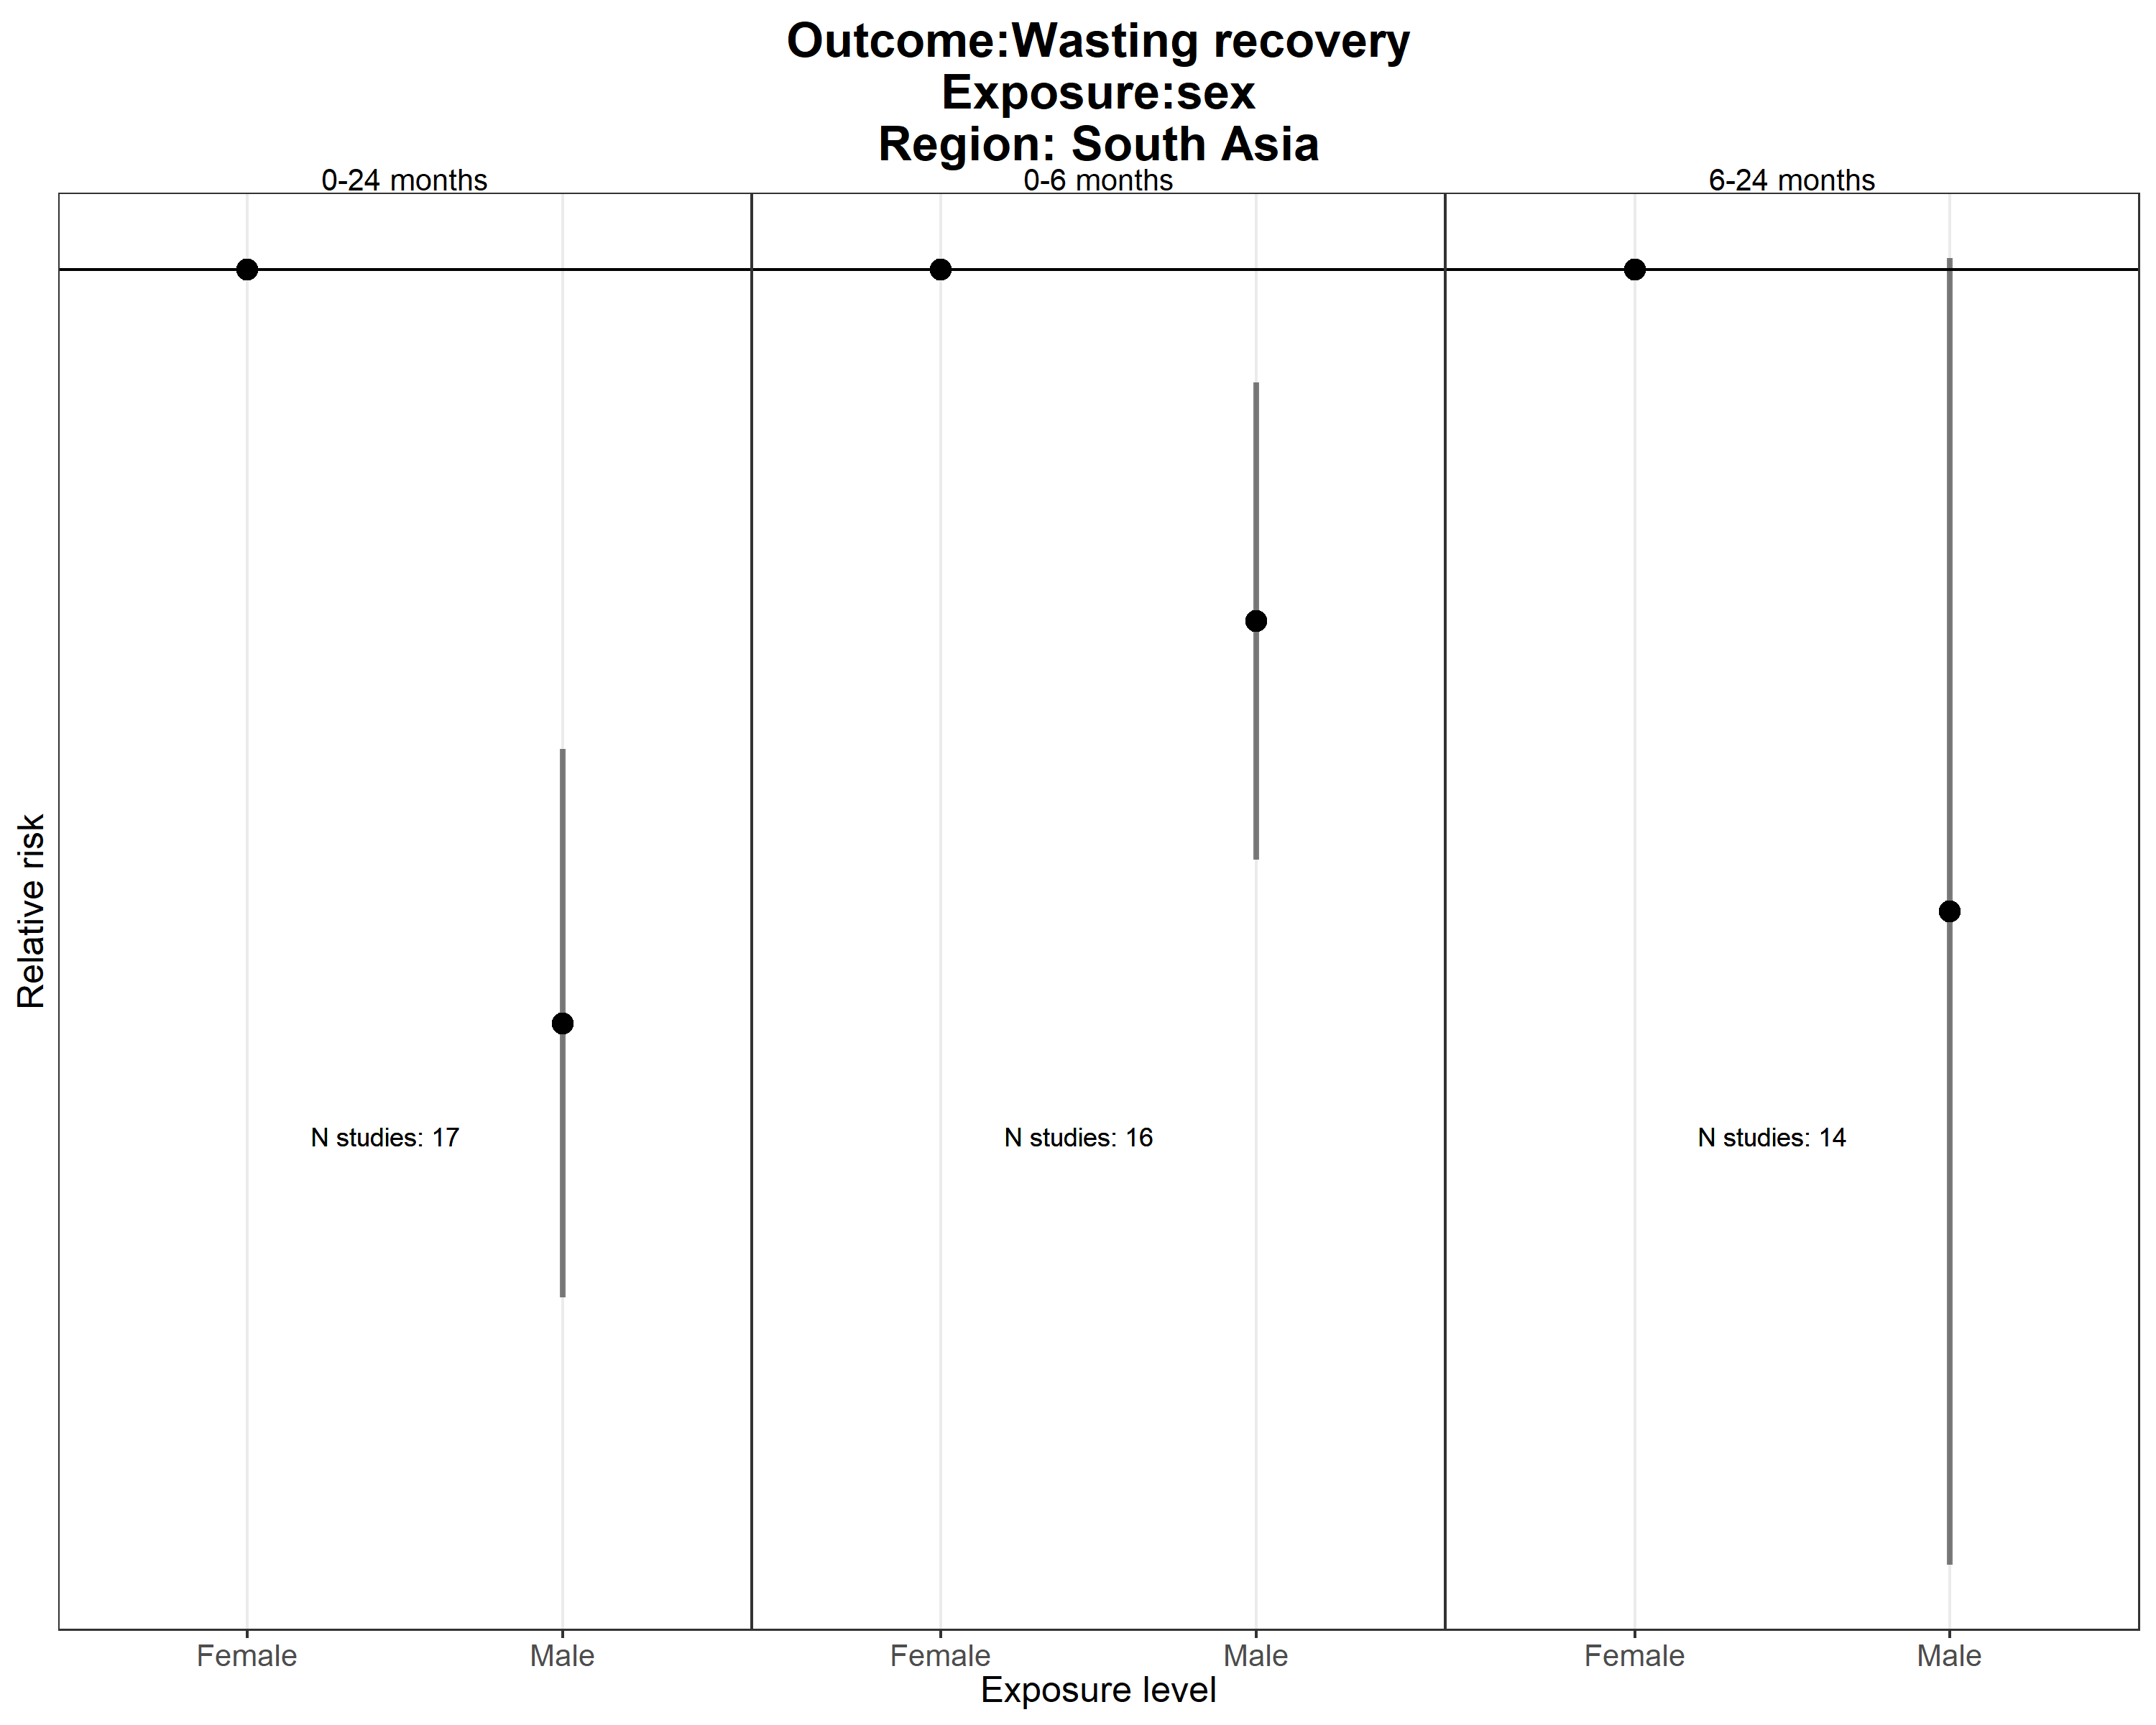 Outcome:Wasting recovery
Exposure:sex
Region: South Asia
0-24 months
0-6 months
6-24 months
Relative risk
N studies: 17
N studies: 16
N studies: 14
Female
Male
Female
Male
Female
Male
Exposure level